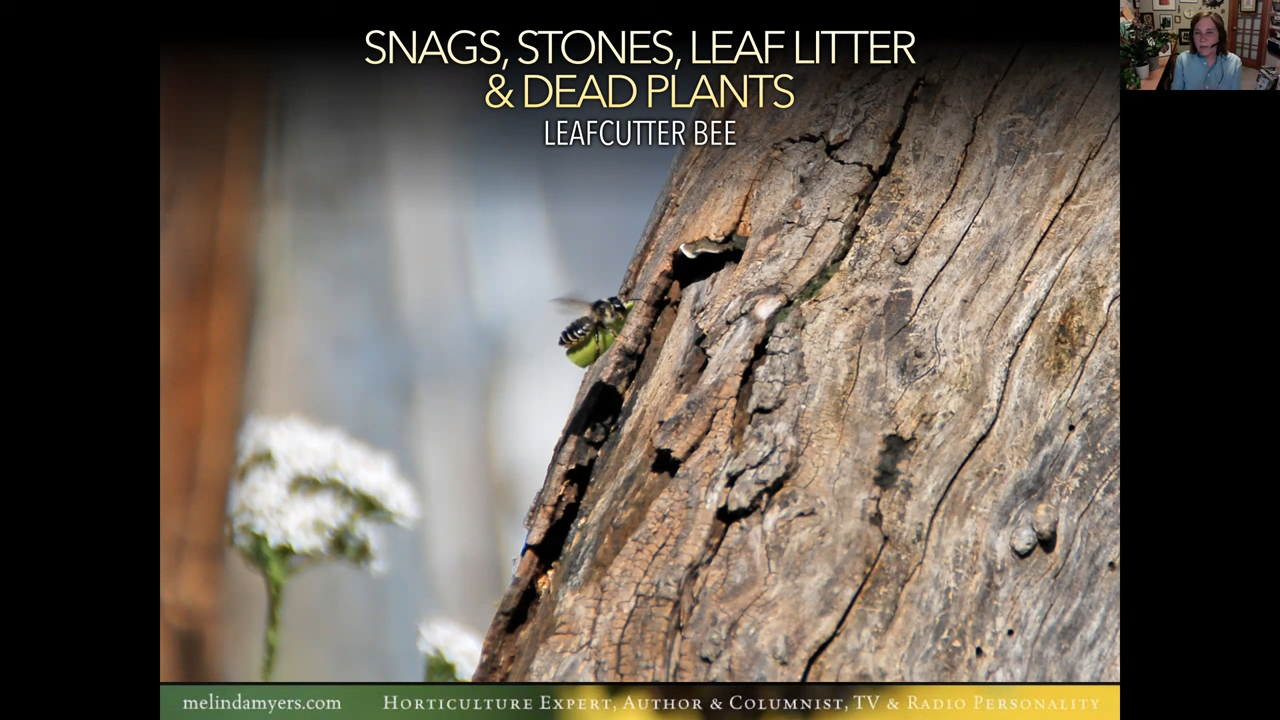 SNAGS, STONES, LEAF LITTER
& DEAD PLANTS
LEAFCUTTER BEE
melindamyers.com HORTICULTURE EXPERT, AUTHOR & COLUMNIST, TV & RADIO PERSONALITY